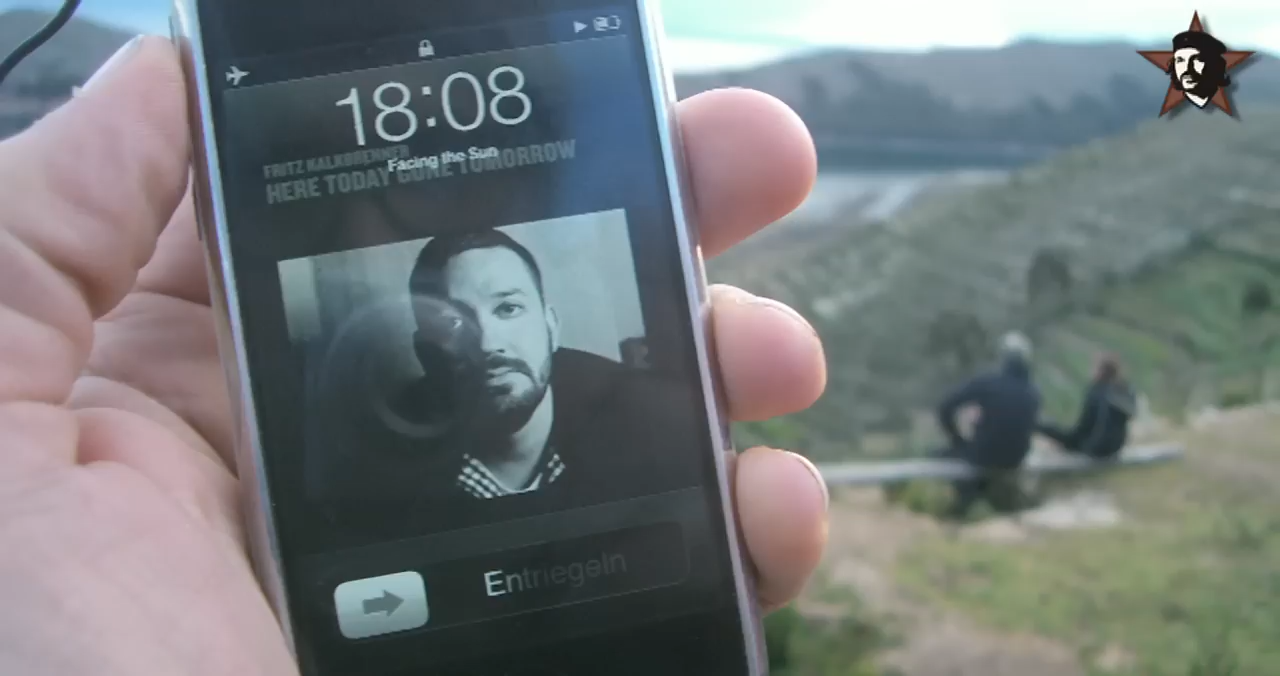 18:08
Facing the Sun
FRITZ KALKBRENNER
HERE TODAY GONE TOMORROW
Entriegeln